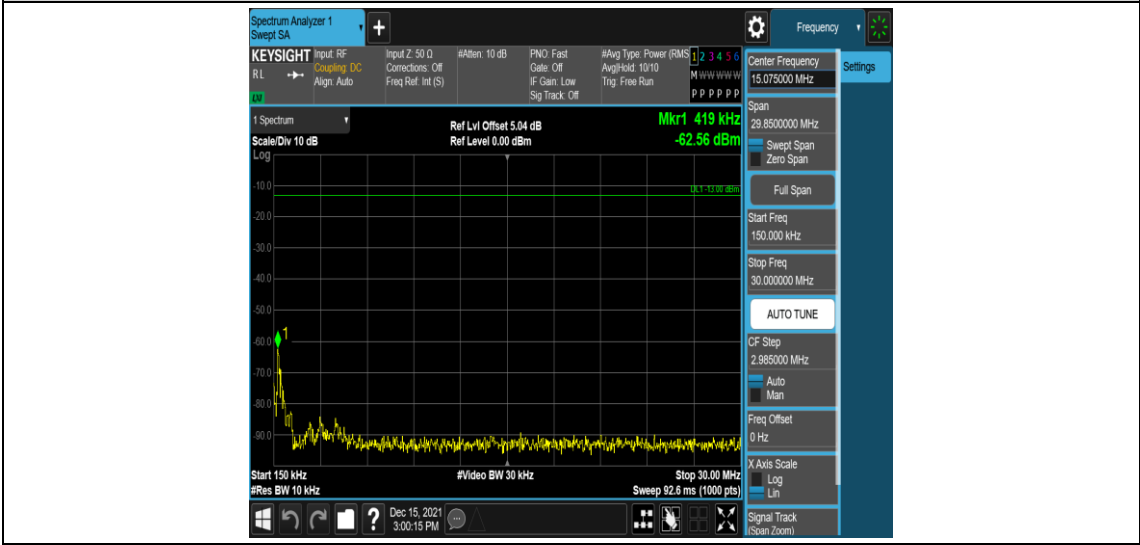 Spectrum Analyzer 1
Swept SA
+
Frequency
KEYSIGHT
RL
LM
Input: RF
Coupling: DC
Align: Auto
Input Z: 50 Ω
Corrections: Off
Freq Ref: Int (S)
#Atten: 10 dB
PNO: Fast
Gate: Off
IF Gain: Low
Sig Track: Off
#Avg Type: Power (RMS
Avg|Hold: 10/10
Trig: Free Run
1 2 3 4 5 6
M W W W W W
P P P P P P
1 Spectrum
Scale/Div 10 dB
Log
Ref Lvl Offset 5.04 dB
Ref Level 0.00 dBm
Mkr1 419 kHz
-62.56 dBm
DL1 -13.00 dBm
-10.0
-20.0
-30.0
-40.0
-50.0
-60.0
-70.0
-80.0
-90.0
1
Start 150 kHz
#Res BW 10 kHz
#Video BW 30 kHz
Stop 30.00 MHz
Sweep 92.6 ms (1000 pts)
Center Frequency
15.075000 MHz
Settings
Span
29.8500000 MHz
Swept Span
Zero Span
Full Span
Start Freq
150.000 kHz
Stop Freq
30.000000 MHz
AUTO TUNE
CF Step
2.985000 MHz
Auto
Man
Freq Offset
0 Hz
X Axis Scale
Log
Lin
Signal Track
(Span Zoom)
?
Dec 15, 2021
3:00:15 PM